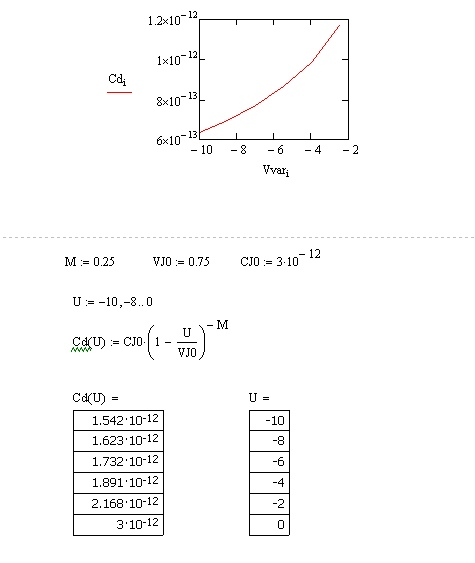 1.2×10⁻¹²
1×10⁻¹²
8×10⁻¹³
6×10⁻¹³
Cdᵢ
−10 −8 −6 −4 −2
Vvarᵢ
M := 0.25 VJ0 := 0.75 CJ0 := 3·10⁻¹²
U := −10,−8..0
Cd(U) := CJ0·(1 − U/VJ0)^−M
Cd(U) = U =
1.542·10⁻¹² -10
1.623·10⁻¹² -8
1.732·10⁻¹² -6
1.891·10⁻¹² -4
2.168·10⁻¹² -2
3·10⁻¹² 0